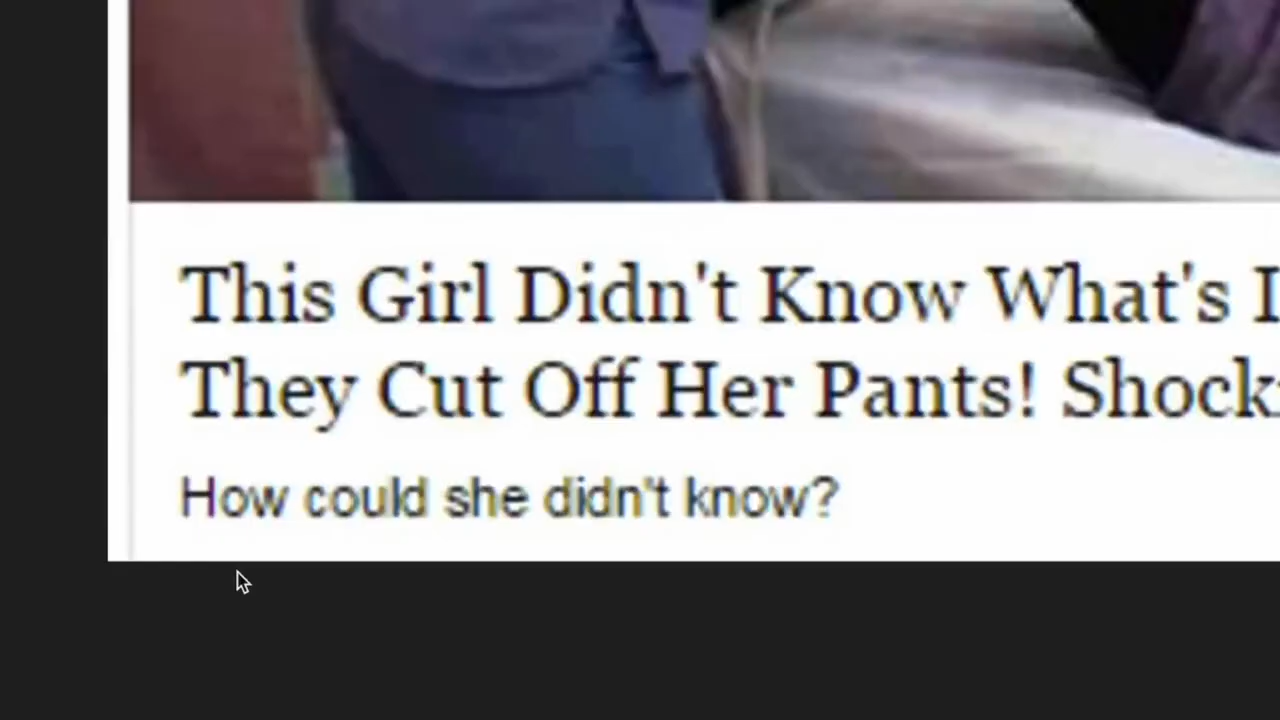 This Girl Didn't Know What's
They Cut Off Her Pants!
How could she didn't know?